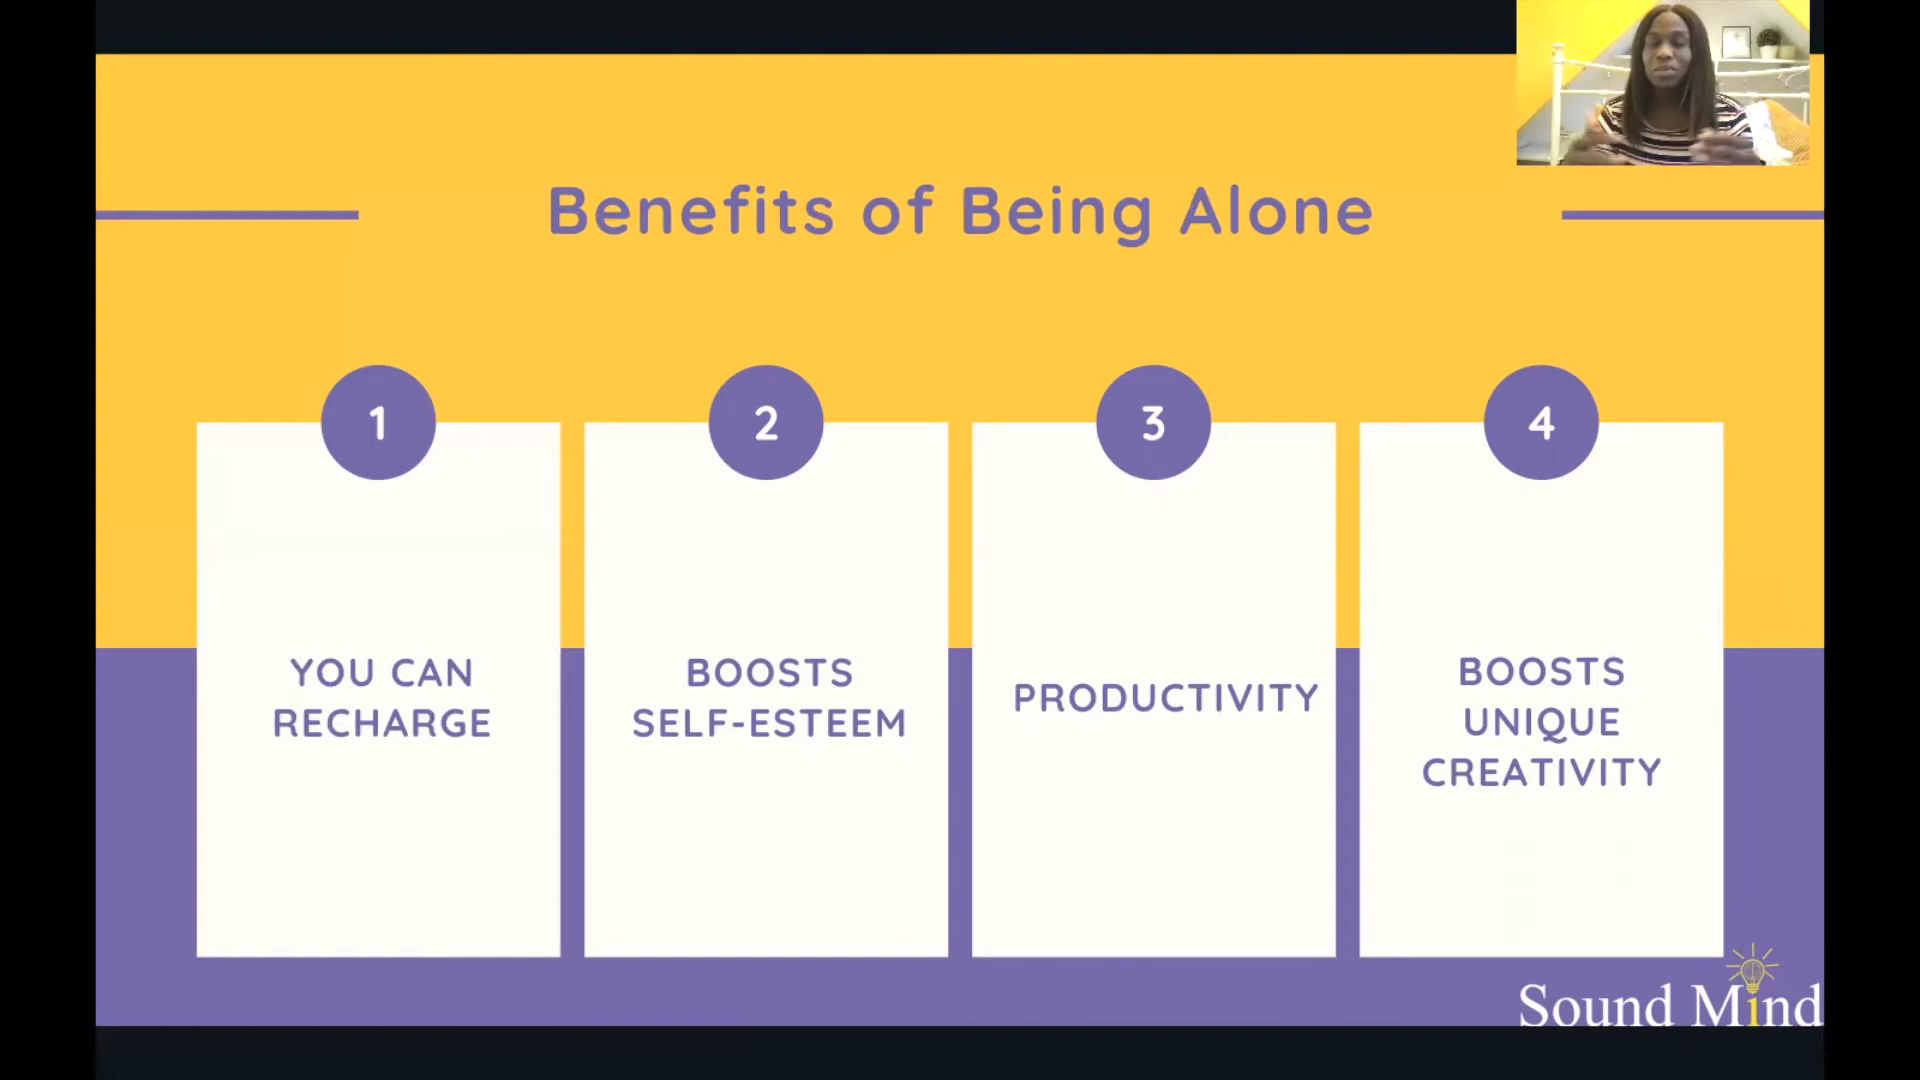 Benefits of Being Alone
1
YOU CAN
RECHARGE
2
BOOSTS
SELF-ESTEEM
3
PRODUCTIVITY
4
BOOSTS
UNIQUE
CREATIVITY
Sound Mind